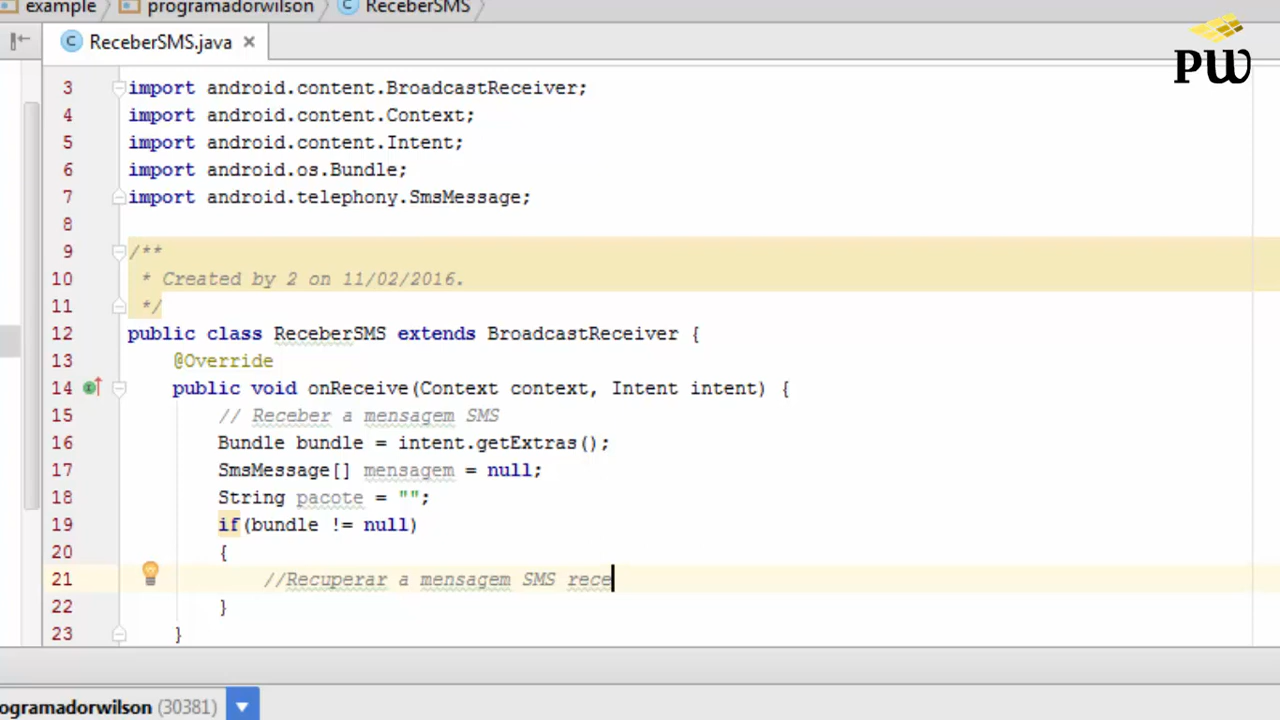 example programadorwilson ReceberSMS
PW
ReceberSMS.java
3 import android.content.BroadcastReceiver;
4 import android.content.Context;
5 import android.content.Intent;
6 import android.os.Bundle;
7 import android.telephony.SmsMessage;
8
9 /**
10 * Created by 2 on 11/02/2016.
11 */
12 public class ReceberSMS extends BroadcastReceiver {
13 @Override
14 public void onReceive(Context context, Intent intent) {
15 // Receber a mensagem SMS
16 Bundle bundle = intent.getExtras();
17 SmsMessage[] mensagem = null;
18 String pacote = "";
19 if(bundle != null)
20 {
21 //Recuperar a mensagem SMS rece
22 }
23 }
ogramadorwilson (30381)